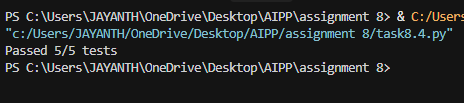 PS C:\Users\JAYANTH\OneDrive\Desktop\AIPP\assignment 8> & C:/Users
"c:/Users/JAYANTH/OneDrive/Desktop/AIPP/assignment 8/task8.4.py"
Passed 5/5 tests
PS C:\Users\JAYANTH\OneDrive\Desktop\AIPP\assignment 8>